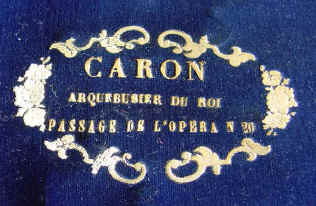 CARON
ARQUEBUSIER DU ROI
PASSAGE DE L'OPERA N 20